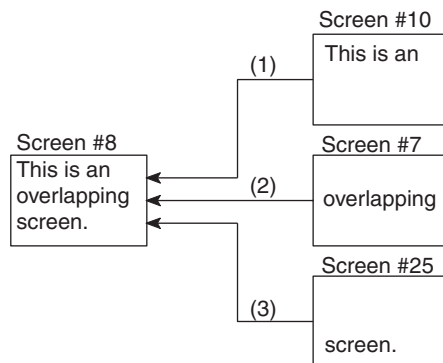 Screen #10
This is an
(1)
Screen #8
This is an
overlapping
screen.
Screen #7
(2)
overlapping
Screen #25
(3)
screen.